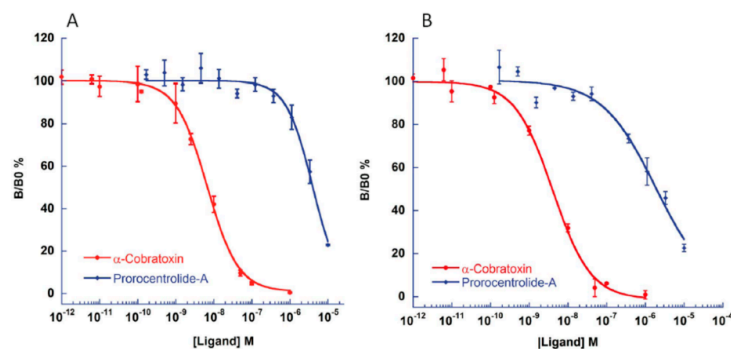 A
B
120
100
80
60
40
20
0
B/B0 %
α-Cobratoxin
Prorocentrolide-A
10-12 10-11 10-10 10-9 10-8 10-7 10-6 10-5
[Ligand] M
120
100
80
60
40
20
0
B/B0 %
α-Cobratoxin
Prorocentrolide-A
10-12 10-11 10-10 10-9 10-8 10-7 10-6 10-5 10-4
|Ligand] M